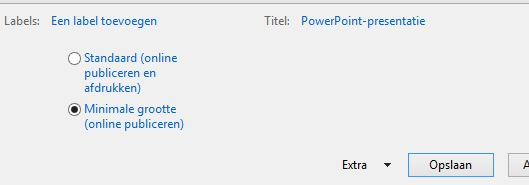 Labels: Een label toevoegen Titel: PowerPoint-presentatie
Standaard (online
publiceren en
afdrukken)
Minimale grootte
(online publiceren)
Extra Opslaan